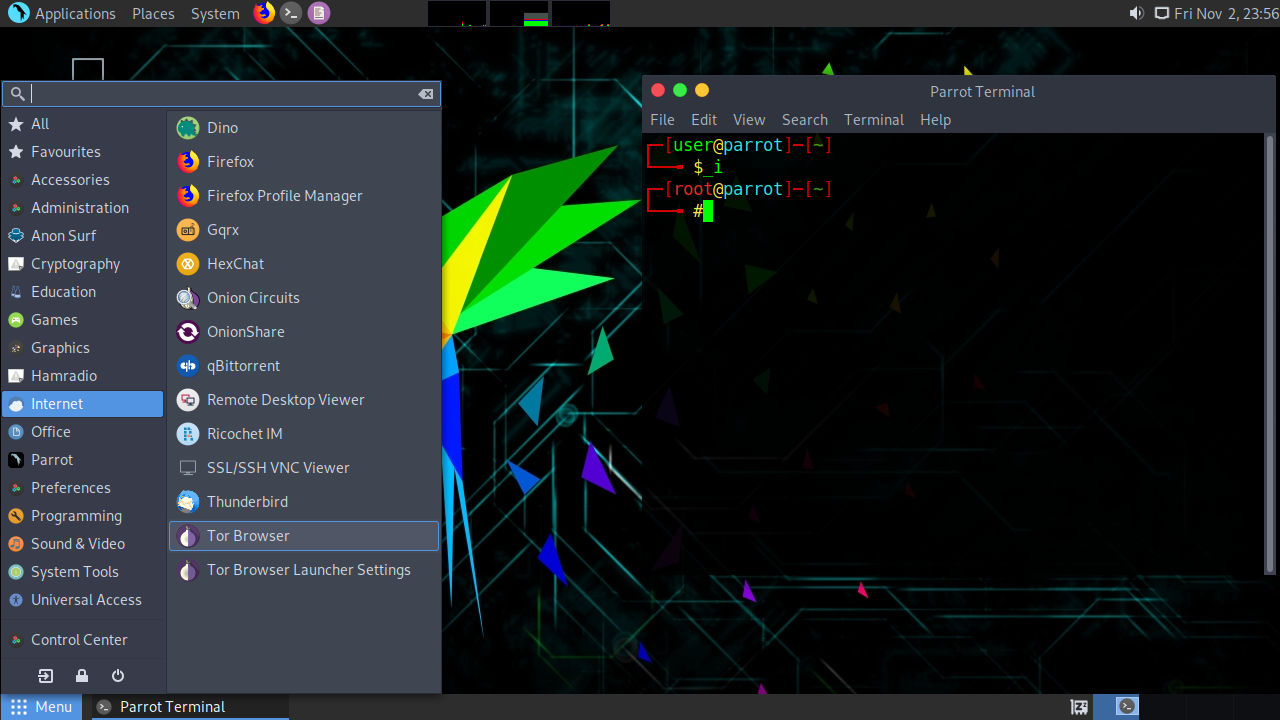 Applications Places System
Fri Nov 2, 23:56
All
Favourites
Accessories
Administration
Anon Surf
Cryptography
Education
Games
Graphics
Hamradio
Internet
Office
Parrot
Preferences
Programming
Sound & Video
System Tools
Universal Access
Control Center
Dino
Firefox
Firefox Profile Manager
Gqrx
HexChat
Onion Circuits
OnionShare
qBittorrent
Remote Desktop Viewer
Ricochet IM
SSL/SSH VNC Viewer
Thunderbird
Tor Browser
Tor Browser Launcher Settings
Parrot Terminal
File Edit View Search Terminal Help
┌─[user@parrot]─[~]
└──╼ $_i
┌─[root@parrot]─[~]
└──╼ #
Menu
Parrot Terminal